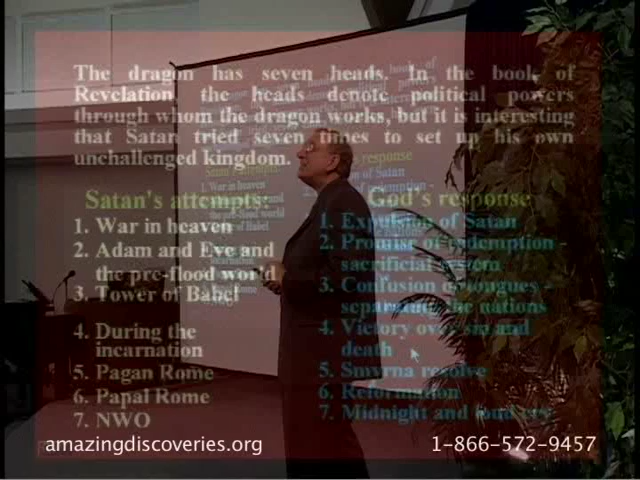 The dragon has seven heads. In the book of
Revelation the heads denote political powers
through whom the dragon works, but it is interesting
that Satan tried seven times to set up his own
unchallenged kingdom.
Satan's attempts:
1. War in heaven
2. Adam and Eve and
the pre-flood world
3. Tower of Babel
4. During the
incarnation
5. Pagan Rome
6. Papal Rome
7. NWO
God's response
1. Expulsion of Satan
2. Promise of redemption -
sacrificial system
3. Confusion of tongues -
separating the nations
4. Victory over sin and
death
5. Smyrna resolve
6. Reformation
7. Midnight and loud cry
amazingdiscoveries.org
1-866-572-9457